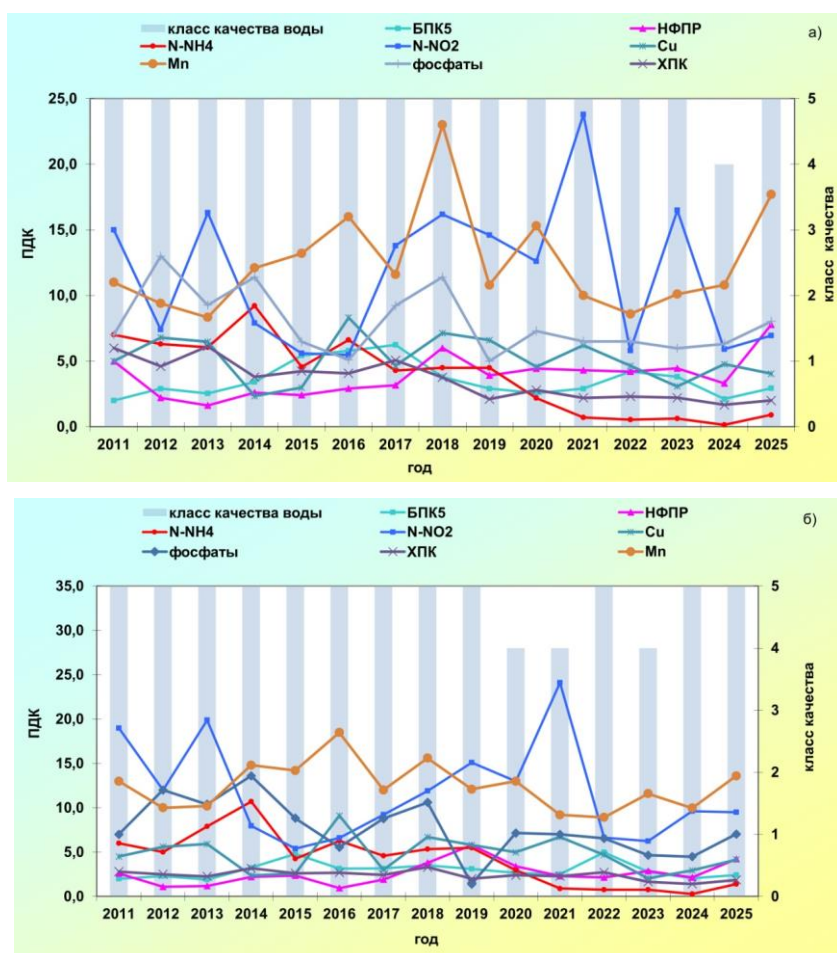 класс качества воды БПК5 НФПР а)
N-NH4 N-NO2 Cu
Mn фосфаты ХПК
25,0 5
20,0 4
15,0 3
10,0 2
5,0 1
0,0 0
ПДК
класс качества
2011 2012 2013 2014 2015 2016 2017 2018 2019 2020 2021 2022 2023 2024 2025
год
класс качества воды БПК5 НФПР б)
N-NH4 N-NO2 Cu
фосфаты ХПК Mn
35,0 5
30,0
4
25,0
20,0 3
15,0
2
10,0
1
5,0
0,0 0
ПДК
класс качества
2011 2012 2013 2014 2015 2016 2017 2018 2019 2020 2021 2022 2023 2024 2025
год